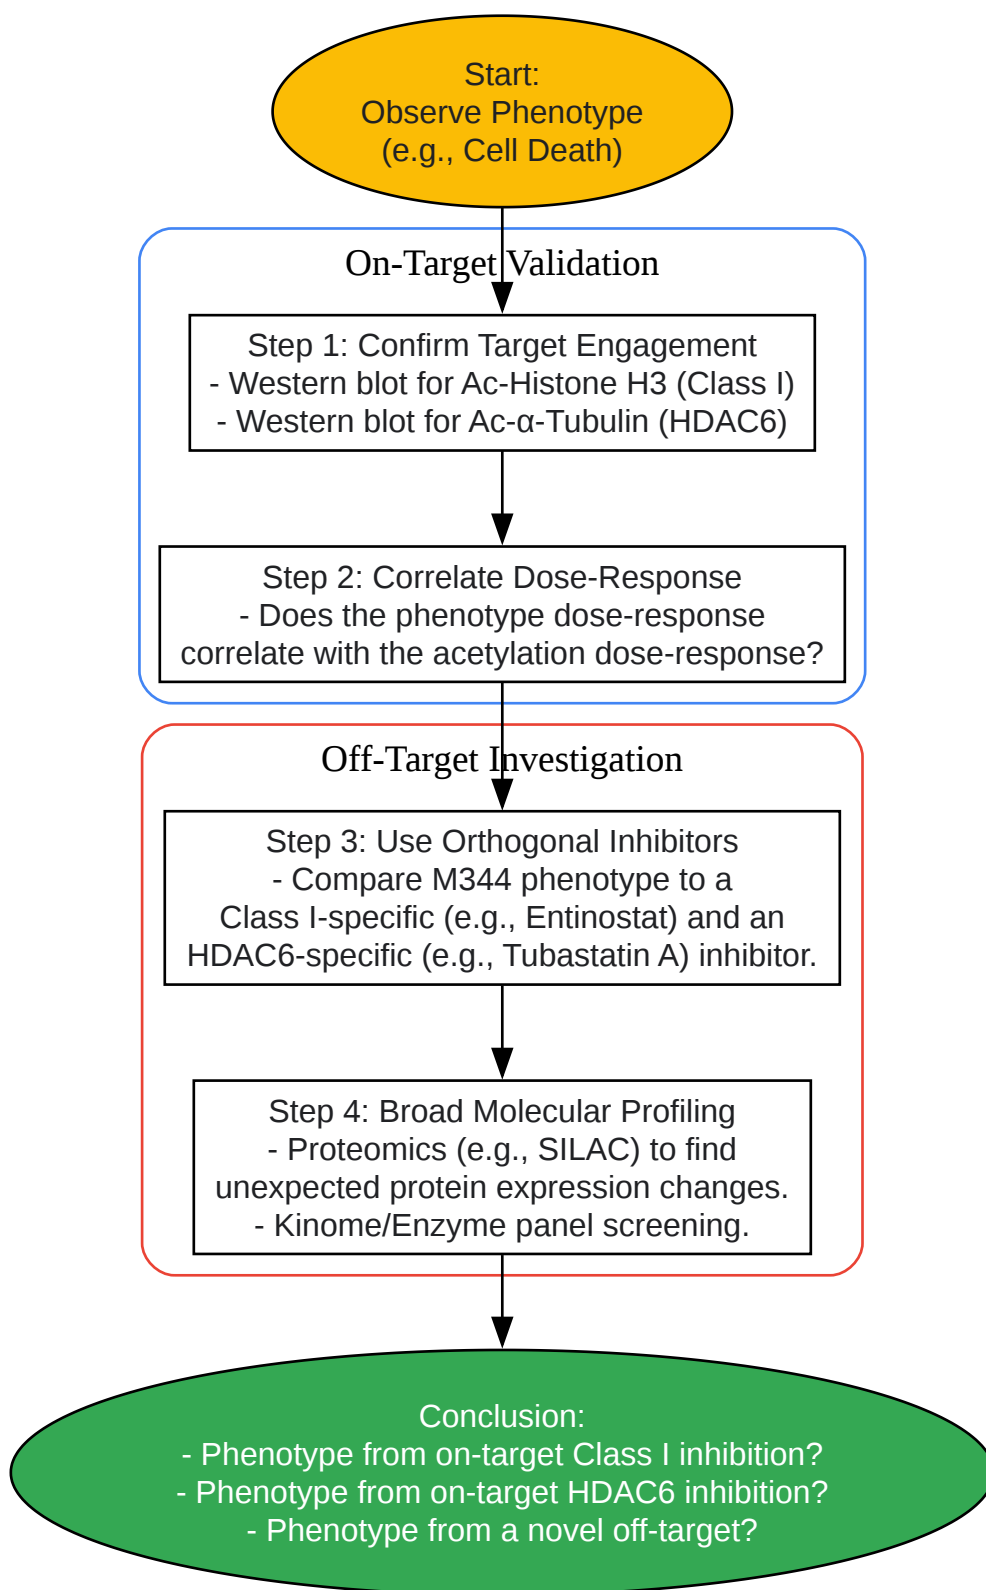 Start:
Observe Phenotype
(e.g., Cell Death)
On-Target Validation
Step 1: Confirm Target Engagement
- Western blot for Ac-Histone H3 (Class I)
- Western blot for Ac-α-Tubulin (HDAC6)
Step 2: Correlate Dose-Response
- Does the phenotype dose-response
correlate with the acetylation dose-response?
Off-Target Investigation
Step 3: Use Orthogonal Inhibitors
- Compare M344 phenotype to a
Class I-specific (e.g., Entinostat) and an
HDAC6-specific (e.g., Tubastatin A) inhibitor.
Step 4: Broad Molecular Profiling
- Proteomics (e.g., SILAC) to find
unexpected protein expression changes.
- Kinome/Enzyme panel screening.
Conclusion:
- Phenotype from on-target Class I inhibition?
- Phenotype from on-target HDAC6 inhibition?
- Phenotype from a novel off-target?